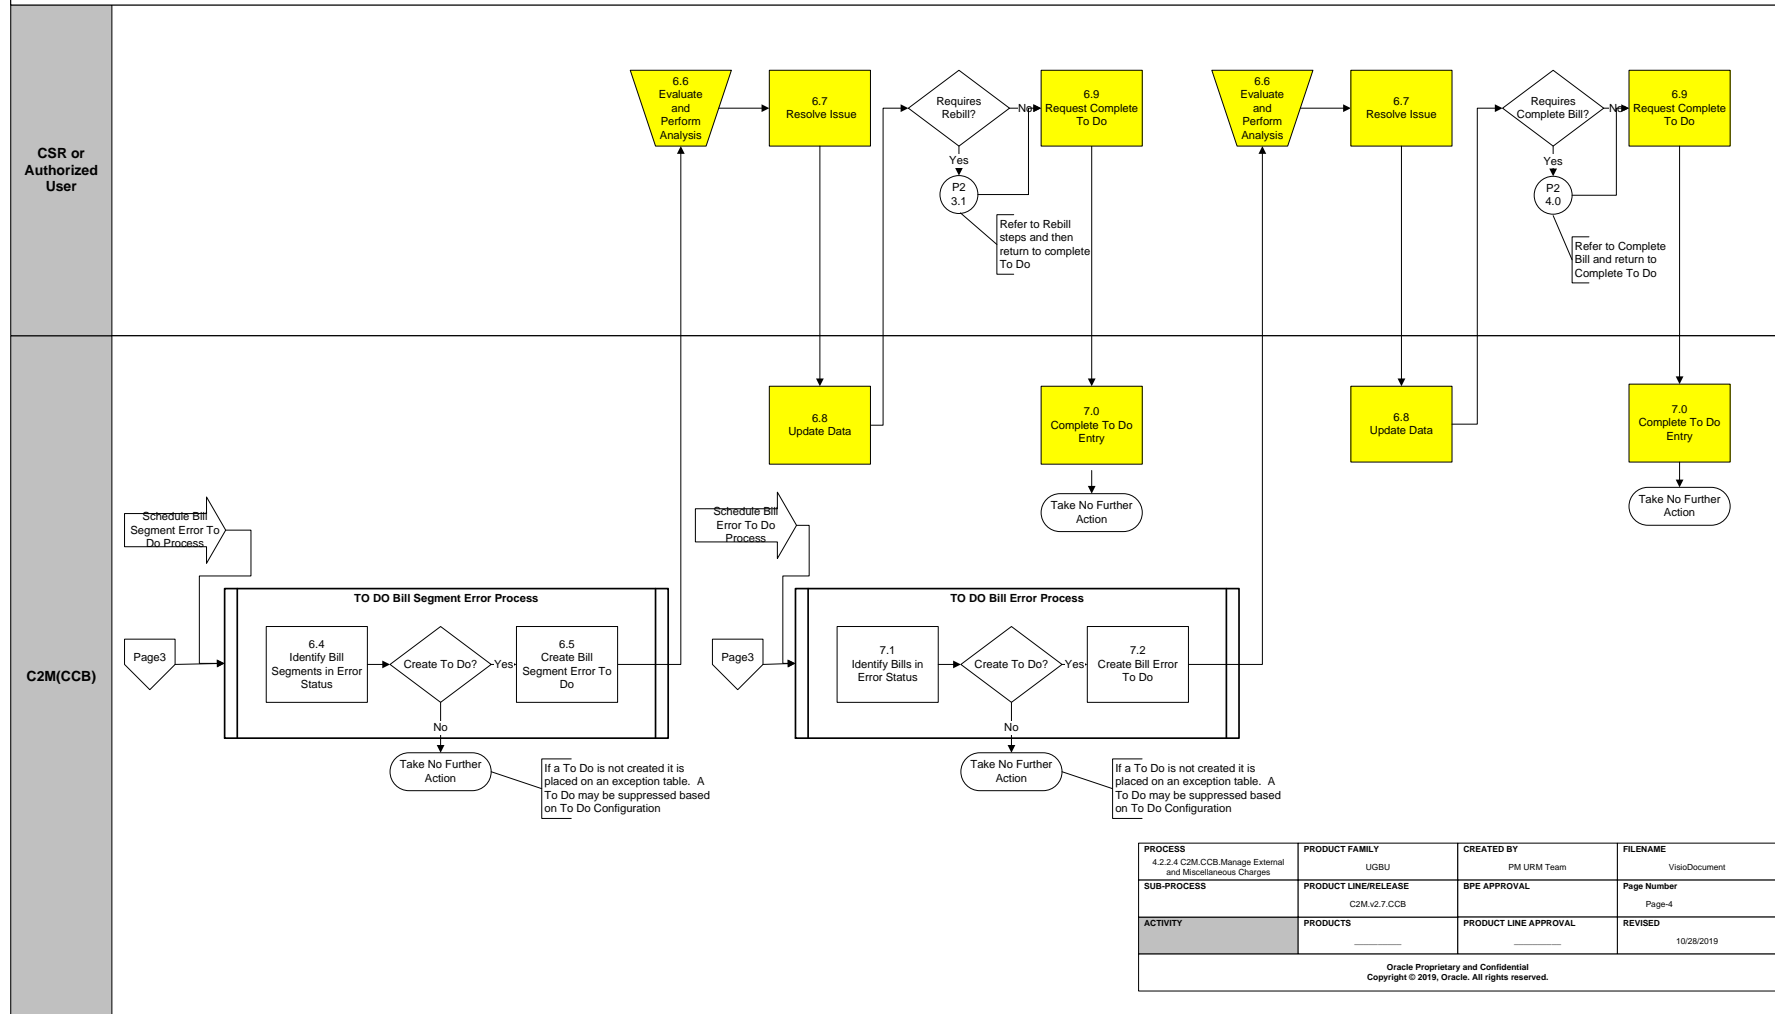 CSR or
Authorized
User
6.6
Evaluate
and
Perform
Analysis
6.7
Resolve Issue
Requires
Rebill?
No
Yes
P2
3.1
Refer to Rebill
steps and then
return to complete
To Do
6.9
Request Complete
To Do
6.6
Evaluate
and
Perform
Analysis
6.7
Resolve Issue
Requires
Complete Bill?
No
Yes
P2
4.0
Refer to Complete
Bill and return to
Complete To Do
6.9
Request Complete
To Do
C2M(CCB)
6.8
Update Data
7.0
Complete To Do
Entry
Take No Further
Action
6.8
Update Data
7.0
Complete To Do
Entry
Take No Further
Action
Schedule Bill
Segment Error To
Do Process
Page3
TO DO Bill Segment Error Process
6.4
Identify Bill
Segments in Error
Status
Create To Do?
Yes
6.5
Create Bill
Segment Error To
Do
No
Take No Further
Action
If a To Do is not created it is
placed on an exception table.  A
To Do may be suppressed based
on To Do Configuration
Schedule Bill
Error To Do
Process
Page3
TO DO Bill Error Process
7.1
Identify Bills in
Error Status
Create To Do?
Yes
7.2
Create Bill Error
To Do
No
Take No Further
Action
If a To Do is not created it is
placed on an exception table.  A
To Do may be suppressed based
on To Do Configuration
PROCESS
4.2.2.4 C2M.CCB.Manage External
and Miscellaneous Charges
PRODUCT FAMILY
UGBU
CREATED BY
PM URM Team
FILENAME
VisioDocument
SUB-PROCESS
PRODUCT LINE/RELEASE
C2M.v2.7.CCB
BPE APPROVAL
Page Number
Page-4
ACTIVITY
PRODUCTS
PRODUCT LINE APPROVAL
REVISED
10/28/2019
Oracle Proprietary and Confidential
Copyright © 2019, Oracle. All rights reserved.